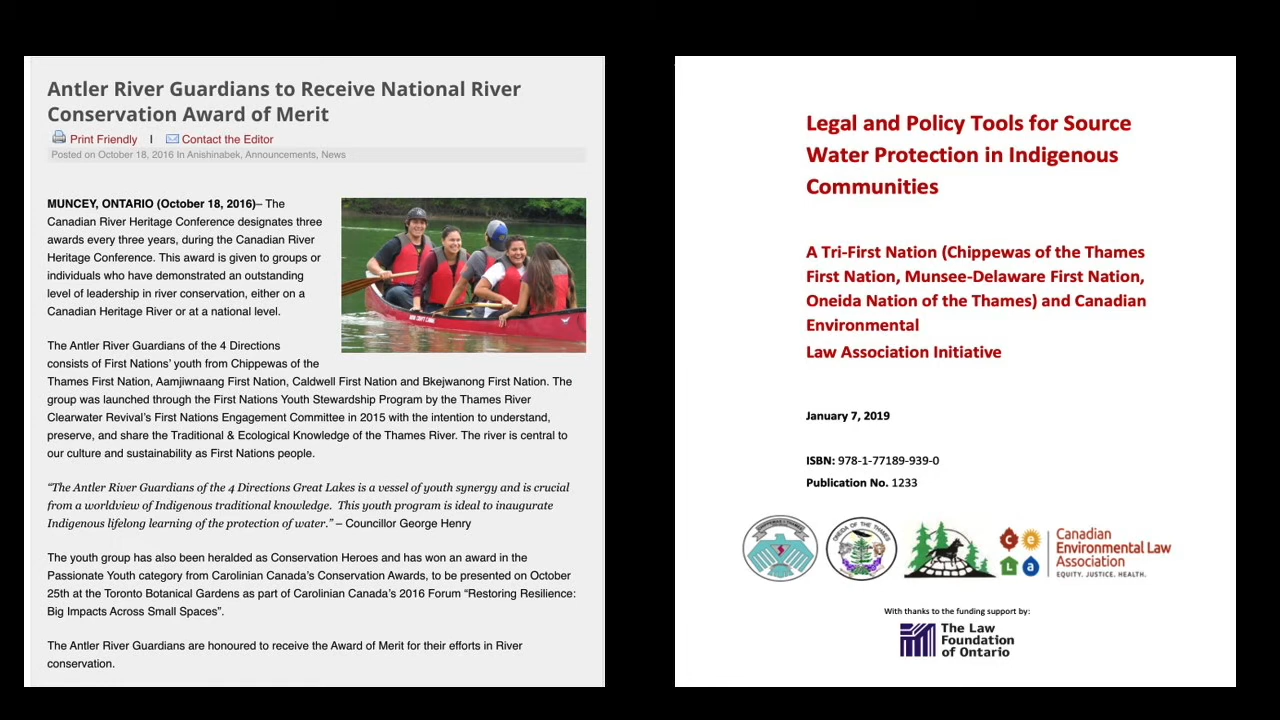 Antler River Guardians to Receive National River
Conservation Award of Merit
Print Friendly I Contact the Editor
Posted on October 18, 2016 In Anishinabek, Announcements, News
MUNCEY, ONTARIO (October 18, 2016)– The
Canadian River Heritage Conference designates three
awards every three years, during the Canadian River
Heritage Conference. This award is given to groups or
individuals who have demonstrated an outstanding
level of leadership in river conservation, either on a
Canadian Heritage River or at a national level.
The Antler River Guardians of the 4 Directions
consists of First Nations' youth from Chippewas of the
Thames First Nation, Aamjiwnaang First Nation, Caldwell First Nation and Bkejwanong First Nation. The
group was launched through the First Nations Youth Stewardship Program by the Thames River
Clearwater Revival's First Nations Engagement Committee in 2015 with the intention to understand,
preserve, and share the Traditional & Ecological Knowledge of the Thames River. The river is central to
our culture and sustainability as First Nations people.
“The Antler River Guardians of the 4 Directions Great Lakes is a vessel of youth synergy and is crucial
from a worldview of Indigenous traditional knowledge. This youth program is ideal to inaugurate
Indigenous lifelong learning of the protection of water.” – Councillor George Henry
The youth group has also been heralded as Conservation Heroes and has won an award in the
Passionate Youth category from Carolinian Canada's Conservation Awards, to be presented on October
25th at the Toronto Botanical Gardens as part of Carolinian Canada's 2016 Forum “Restoring Resilience:
Big Impacts Across Small Spaces”.
The Antler River Guardians are honoured to receive the Award of Merit for their efforts in River
conservation.
Legal and Policy Tools for Source
Water Protection in Indigenous
Communities
A Tri-First Nation (Chippewas of the Thames
First Nation, Munsee-Delaware First Nation,
Oneida Nation of the Thames) and Canadian
Environmental
Law Association Initiative
January 7, 2019
ISBN: 978-1-77189-939-0
Publication No. 1233
ONEIDA OF THE THAMES
c e L a
Canadian
Environmental Law
Association
EQUITY. JUSTICE. HEALTH.
With thanks to the funding support by:
The Law
Foundation
of Ontario